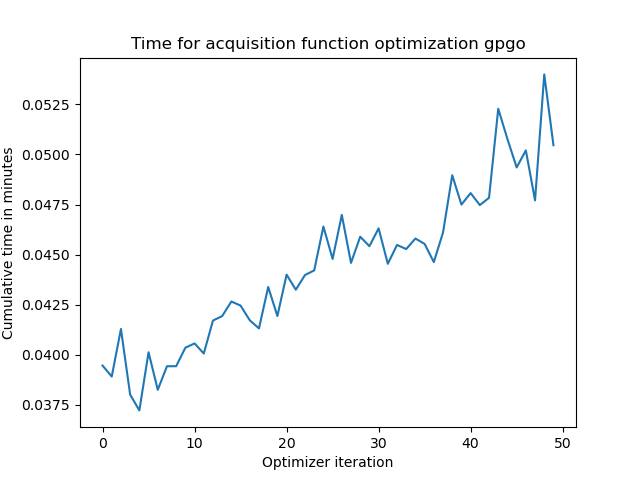 Time for acquisition function optimization gpgo
0.0525
0.0500
0.0475
0.0450
0.0425
0.0400
0.0375
Cumulative time in minutes
0 10 20 30 40 50
Optimizer iteration